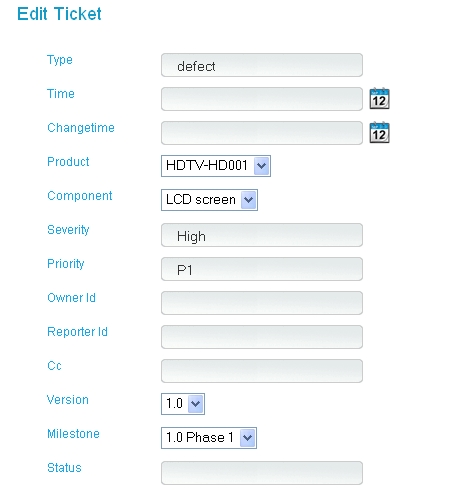 Edit Ticket
Type defect
Time 12
Changetime 12
Product HDTV-HD001
Component LCD screen
Severity High
Priority P1
Owner Id
Reporter Id
Cc
Version 1.0
Milestone 1.0 Phase 1
Status